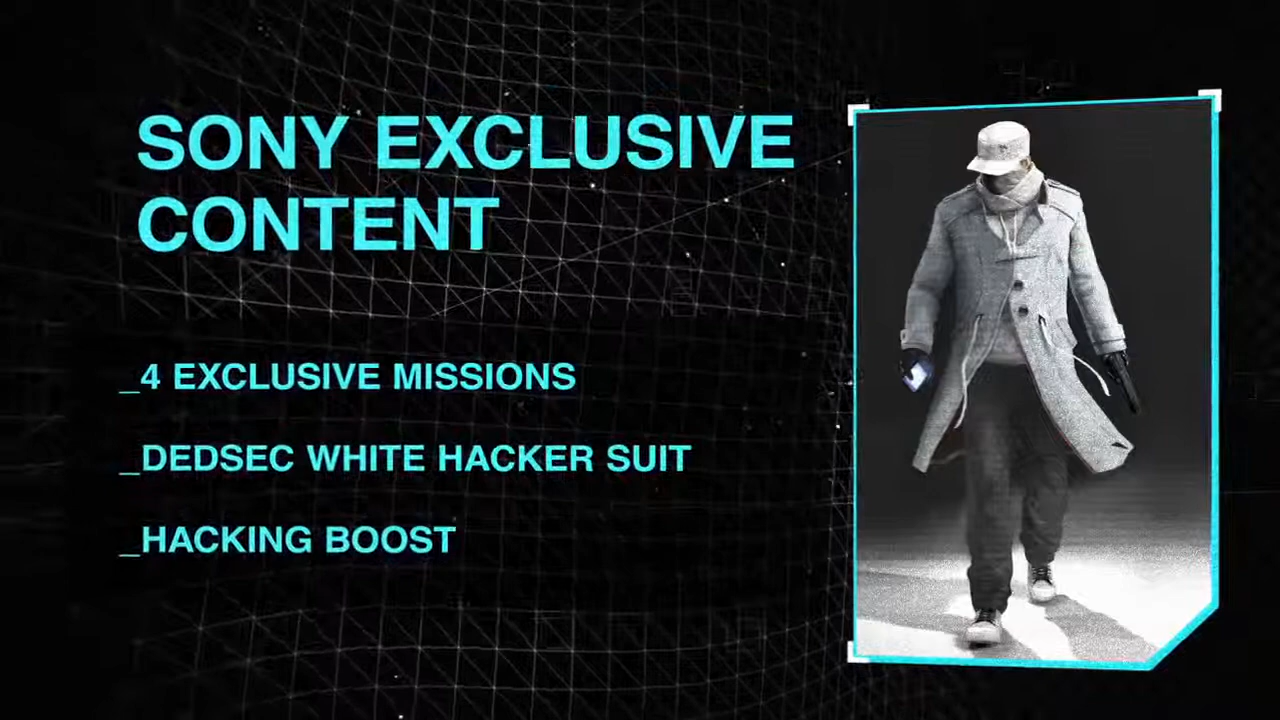 SONY EXCLUSIVE
CONTENT
_4 EXCLUSIVE MISSIONS
_DEDSEC WHITE HACKER SUIT
_HACKING BOOST